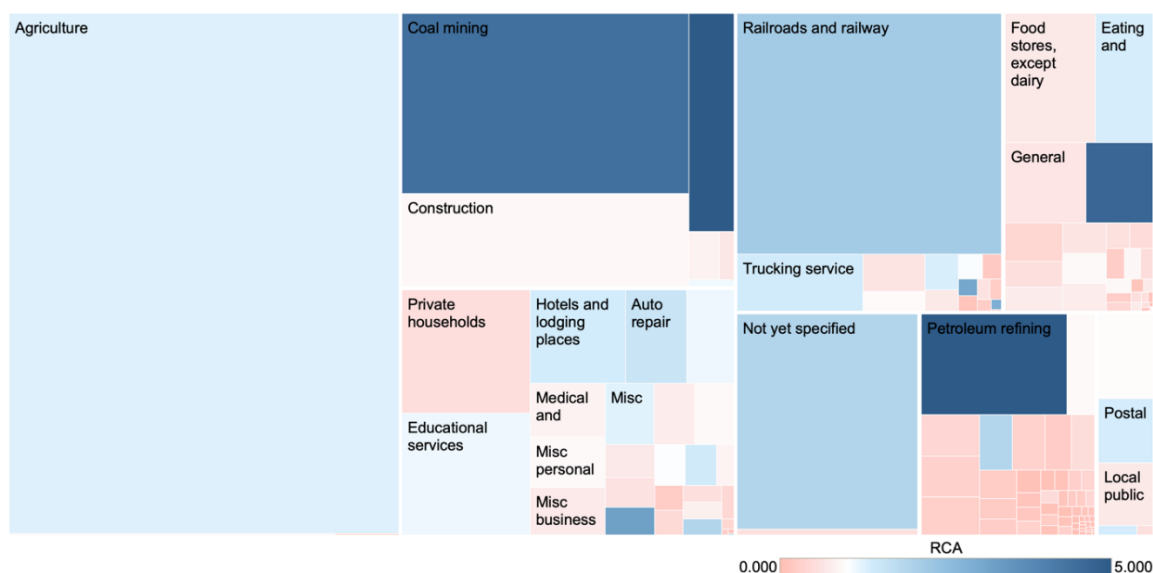 Agriculture
Coal mining
Construction
Railroads and railway
Trucking service
Food
stores,
except
dairy
Eating
and
General
Private
households
Educational
services
Hotels and
lodging
places
Auto
repair
Medical
and
Misc
Misc
personal
Misc
business
Not yet specified
Petroleum refining
Postal
Local
public
RCA
0.000
5.000